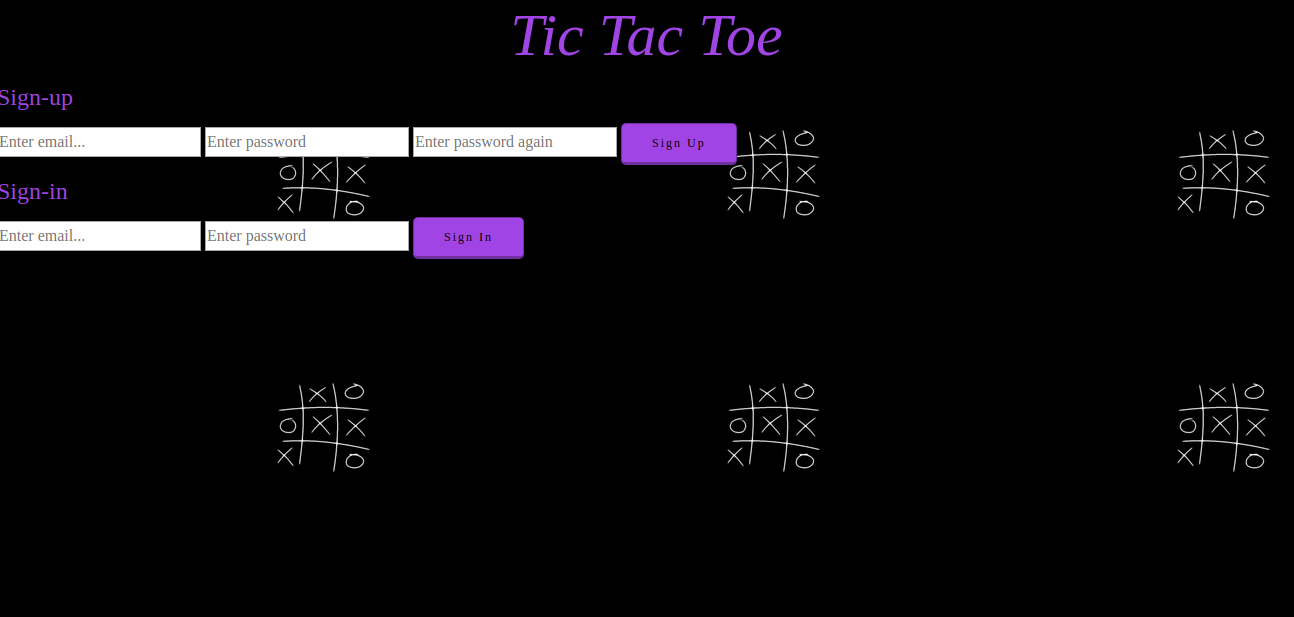 Tic Tac Toe
Sign-up
Enter email... Enter password Enter password again Sign Up
Sign-in
Enter email... Enter password Sign In